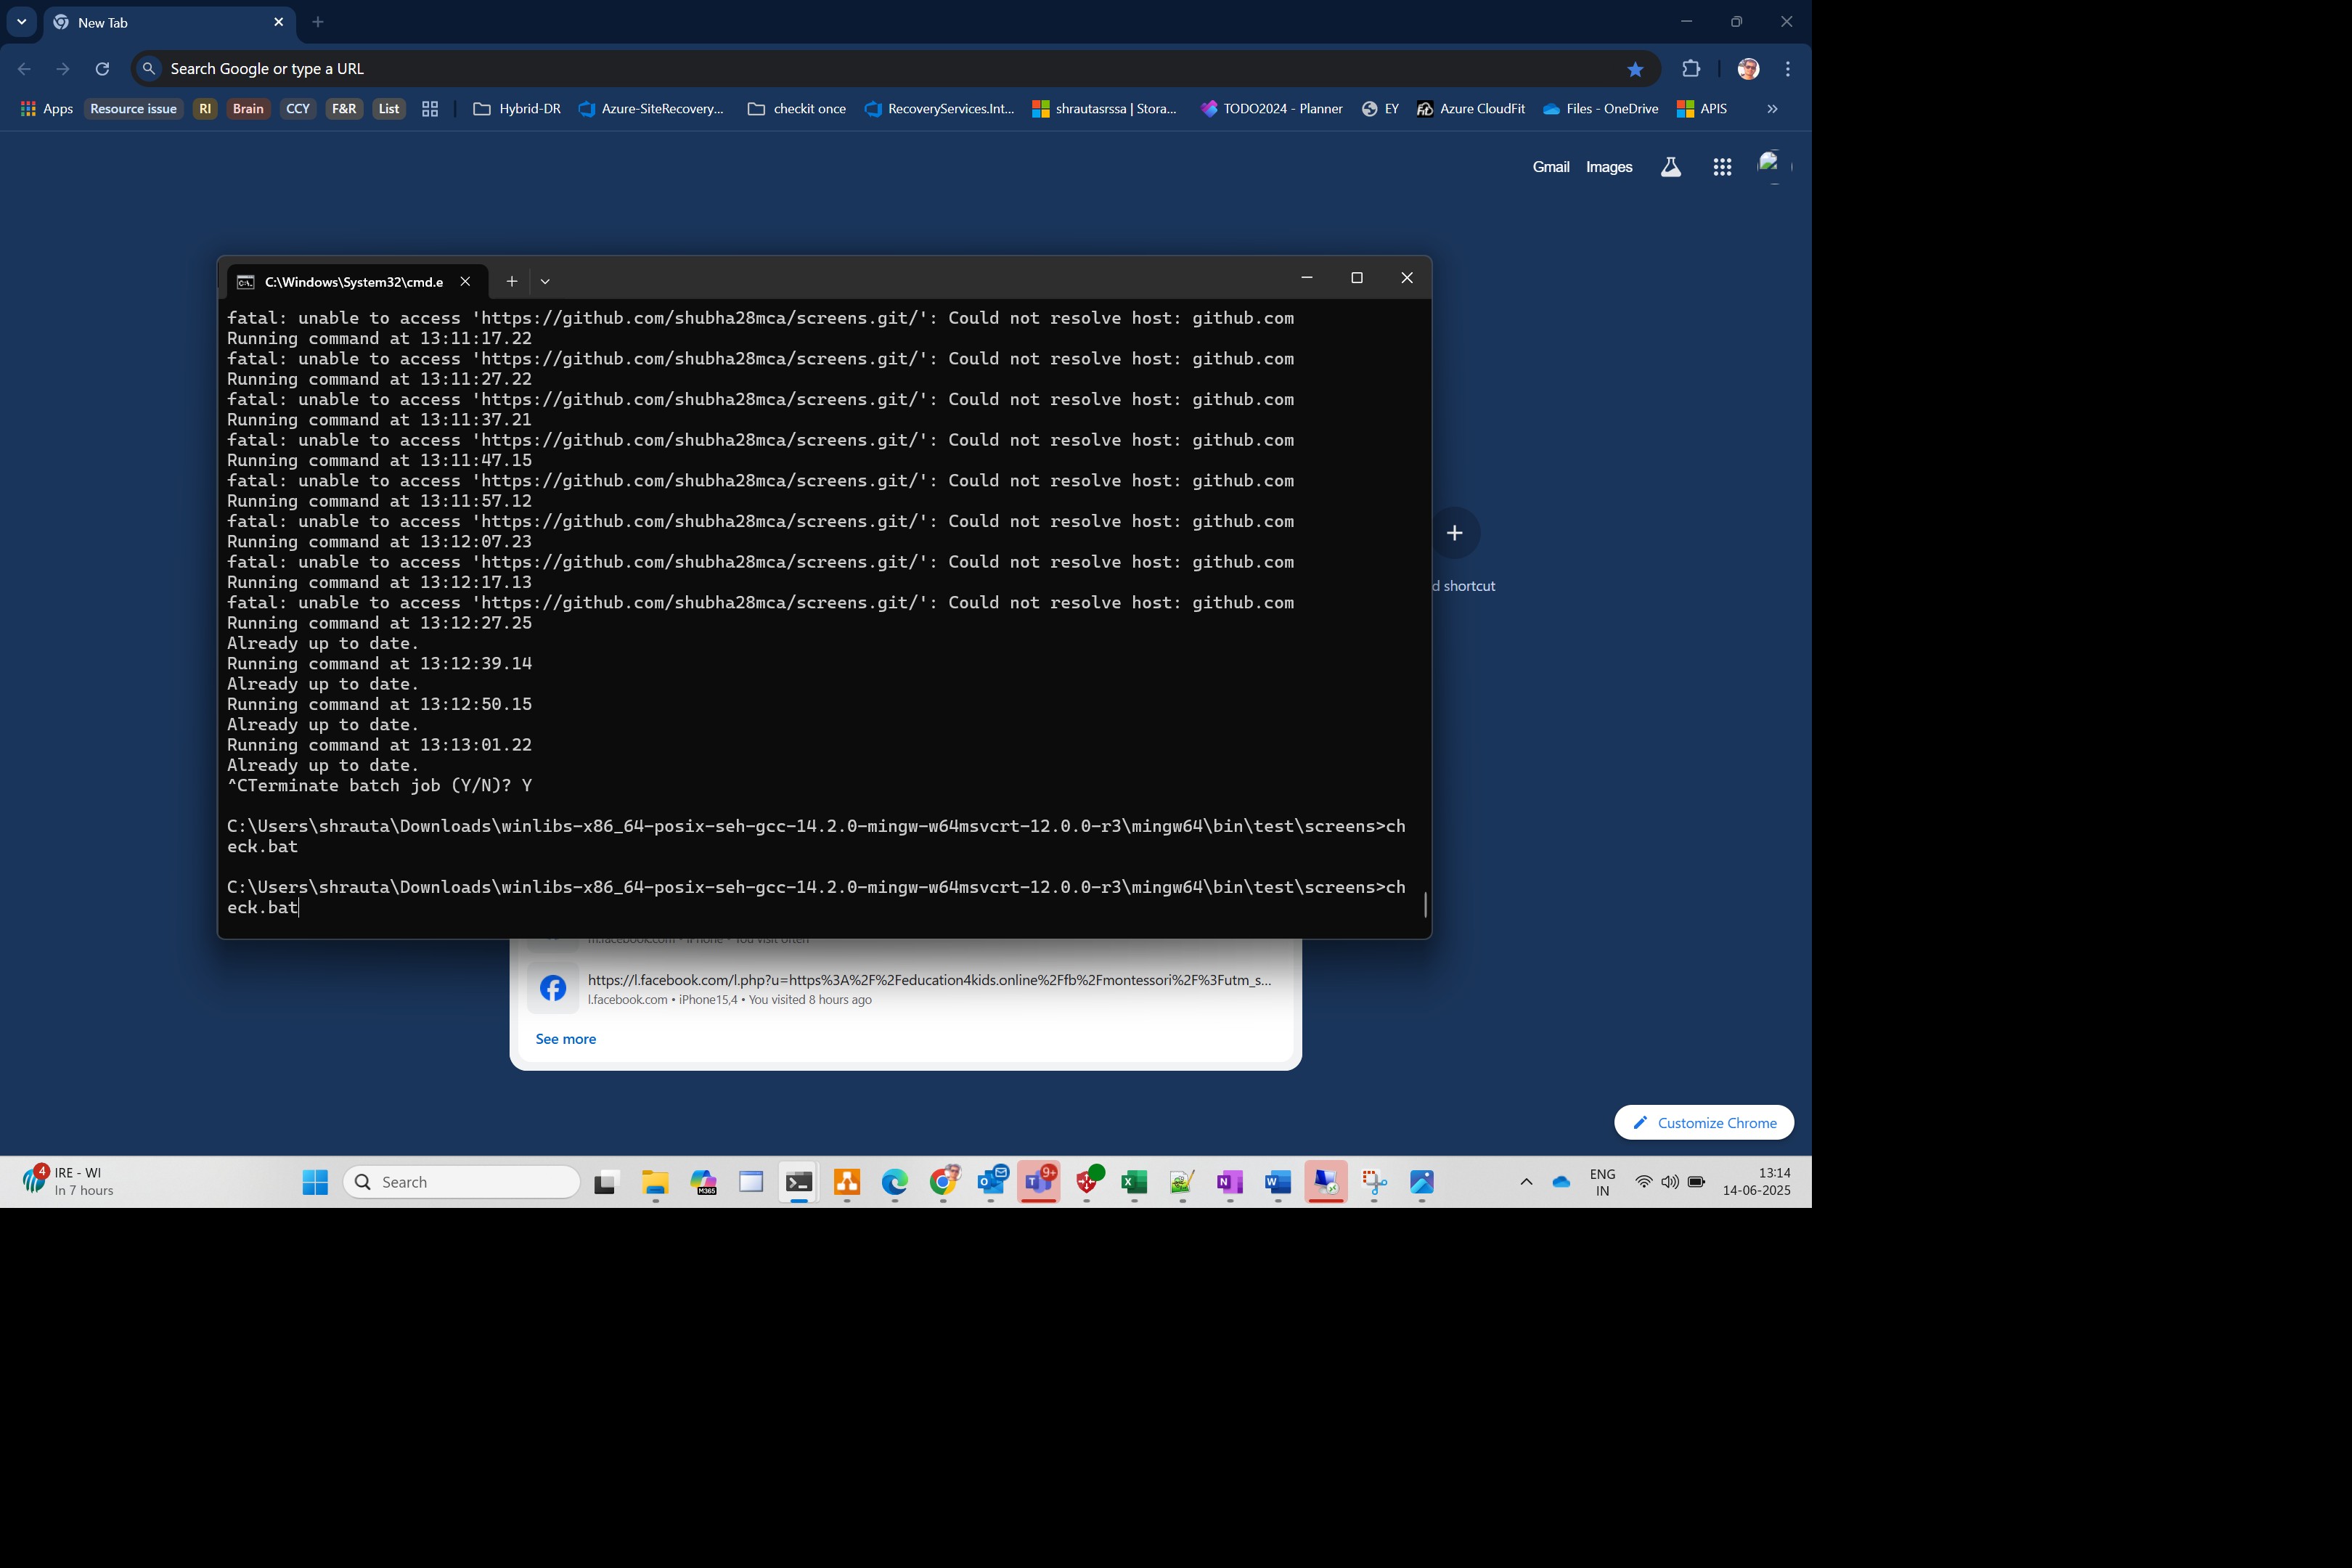 New Tab
Search Google or type a URL
Apps Resource issue RI Brain CCY F&R List Hybrid-DR Azure-SiteRecovery... checkit once RecoveryServices.Int... shrautasrssa | Stora... TODO2024 - Planner EY Azure CloudFit Files - OneDrive APIS
Gmail Images
C:\Windows\System32\cmd.e
fatal: unable to access 'https://github.com/shubha28mca/screens.git/': Could not resolve host: github.com
Running command at 13:11:17.22
fatal: unable to access 'https://github.com/shubha28mca/screens.git/': Could not resolve host: github.com
Running command at 13:11:27.22
fatal: unable to access 'https://github.com/shubha28mca/screens.git/': Could not resolve host: github.com
Running command at 13:11:37.21
fatal: unable to access 'https://github.com/shubha28mca/screens.git/': Could not resolve host: github.com
Running command at 13:11:47.15
fatal: unable to access 'https://github.com/shubha28mca/screens.git/': Could not resolve host: github.com
Running command at 13:11:57.12
fatal: unable to access 'https://github.com/shubha28mca/screens.git/': Could not resolve host: github.com
Running command at 13:12:07.23
fatal: unable to access 'https://github.com/shubha28mca/screens.git/': Could not resolve host: github.com
Running command at 13:12:17.13
fatal: unable to access 'https://github.com/shubha28mca/screens.git/': Could not resolve host: github.com
Running command at 13:12:27.25
Already up to date.
Running command at 13:12:39.14
Already up to date.
Running command at 13:12:50.15
Already up to date.
Running command at 13:13:01.22
Already up to date.
^CTerminate batch job (Y/N)? Y
C:\Users\shrauta\Downloads\winlibs-x86_64-posix-seh-gcc-14.2.0-mingw-w64msvcrt-12.0.0-r3\mingw64\bin\test\screens>ch
eck.bat
C:\Users\shrauta\Downloads\winlibs-x86_64-posix-seh-gcc-14.2.0-mingw-w64msvcrt-12.0.0-r3\mingw64\bin\test\screens>ch
eck.bat
d shortcut
m.facebook.com • iPhone • You visit often
https://l.facebook.com/l.php?u=https%3A%2F%2Feducation4kids.online%2Ffb%2Fmontessori%2F%3Futm_s...
l.facebook.com • iPhone15,4 • You visited 8 hours ago
See more
Customize Chrome
4 IRE - WI
In 7 hours
Search
M365
9+
ENG
IN
13:14
14-06-2025